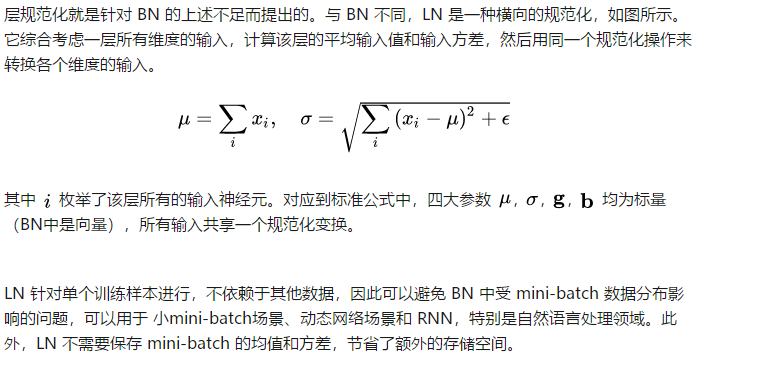 层规范化就是针对 BN 的上述不足而提出的。与 BN 不同，LN 是一种横向的规范化，如图所示。
它综合考虑一层所有维度的输入，计算该层的平均输入值和输入方差，然后用同一个规范化操作来
转换各个维度的输入。
μ = ∑_i x_i, σ = √(∑_i (x_i − μ)² + ϵ)
其中 i 枚举了该层所有的输入神经元。对应到标准公式中，四大参数 μ, σ, g, b 均为标量
（BN中是向量），所有输入共享一个规范化变换。
LN 针对单个训练样本进行，不依赖于其他数据，因此可以避免 BN 中受 mini-batch 数据分布影
响的问题，可以用于 小mini-batch场景、动态网络场景和 RNN，特别是自然语言处理领域。此
外，LN 不需要保存 mini-batch 的均值和方差，节省了额外的存储空间。